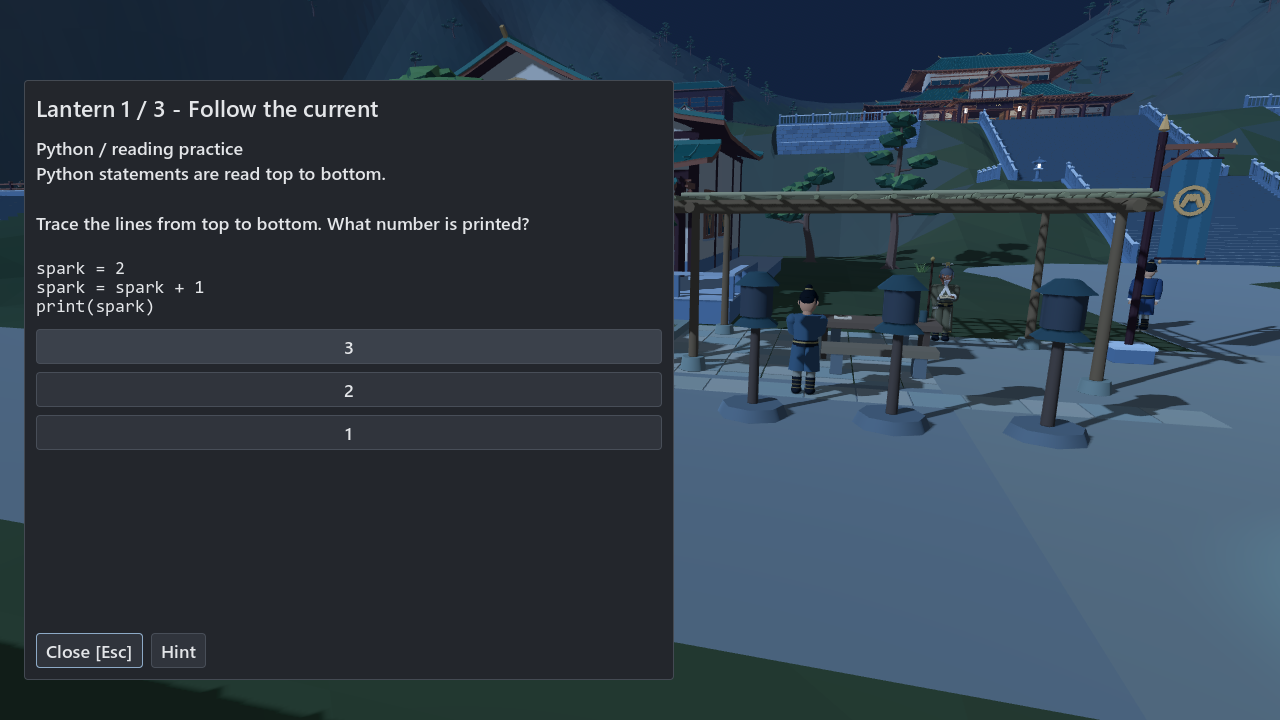 Lantern 1 / 3 - Follow the current
Python / reading practice
Python statements are read top to bottom.
Trace the lines from top to bottom. What number is printed?
spark = 2
spark = spark + 1
print(spark)
3
2
1
Close [Esc]
Hint